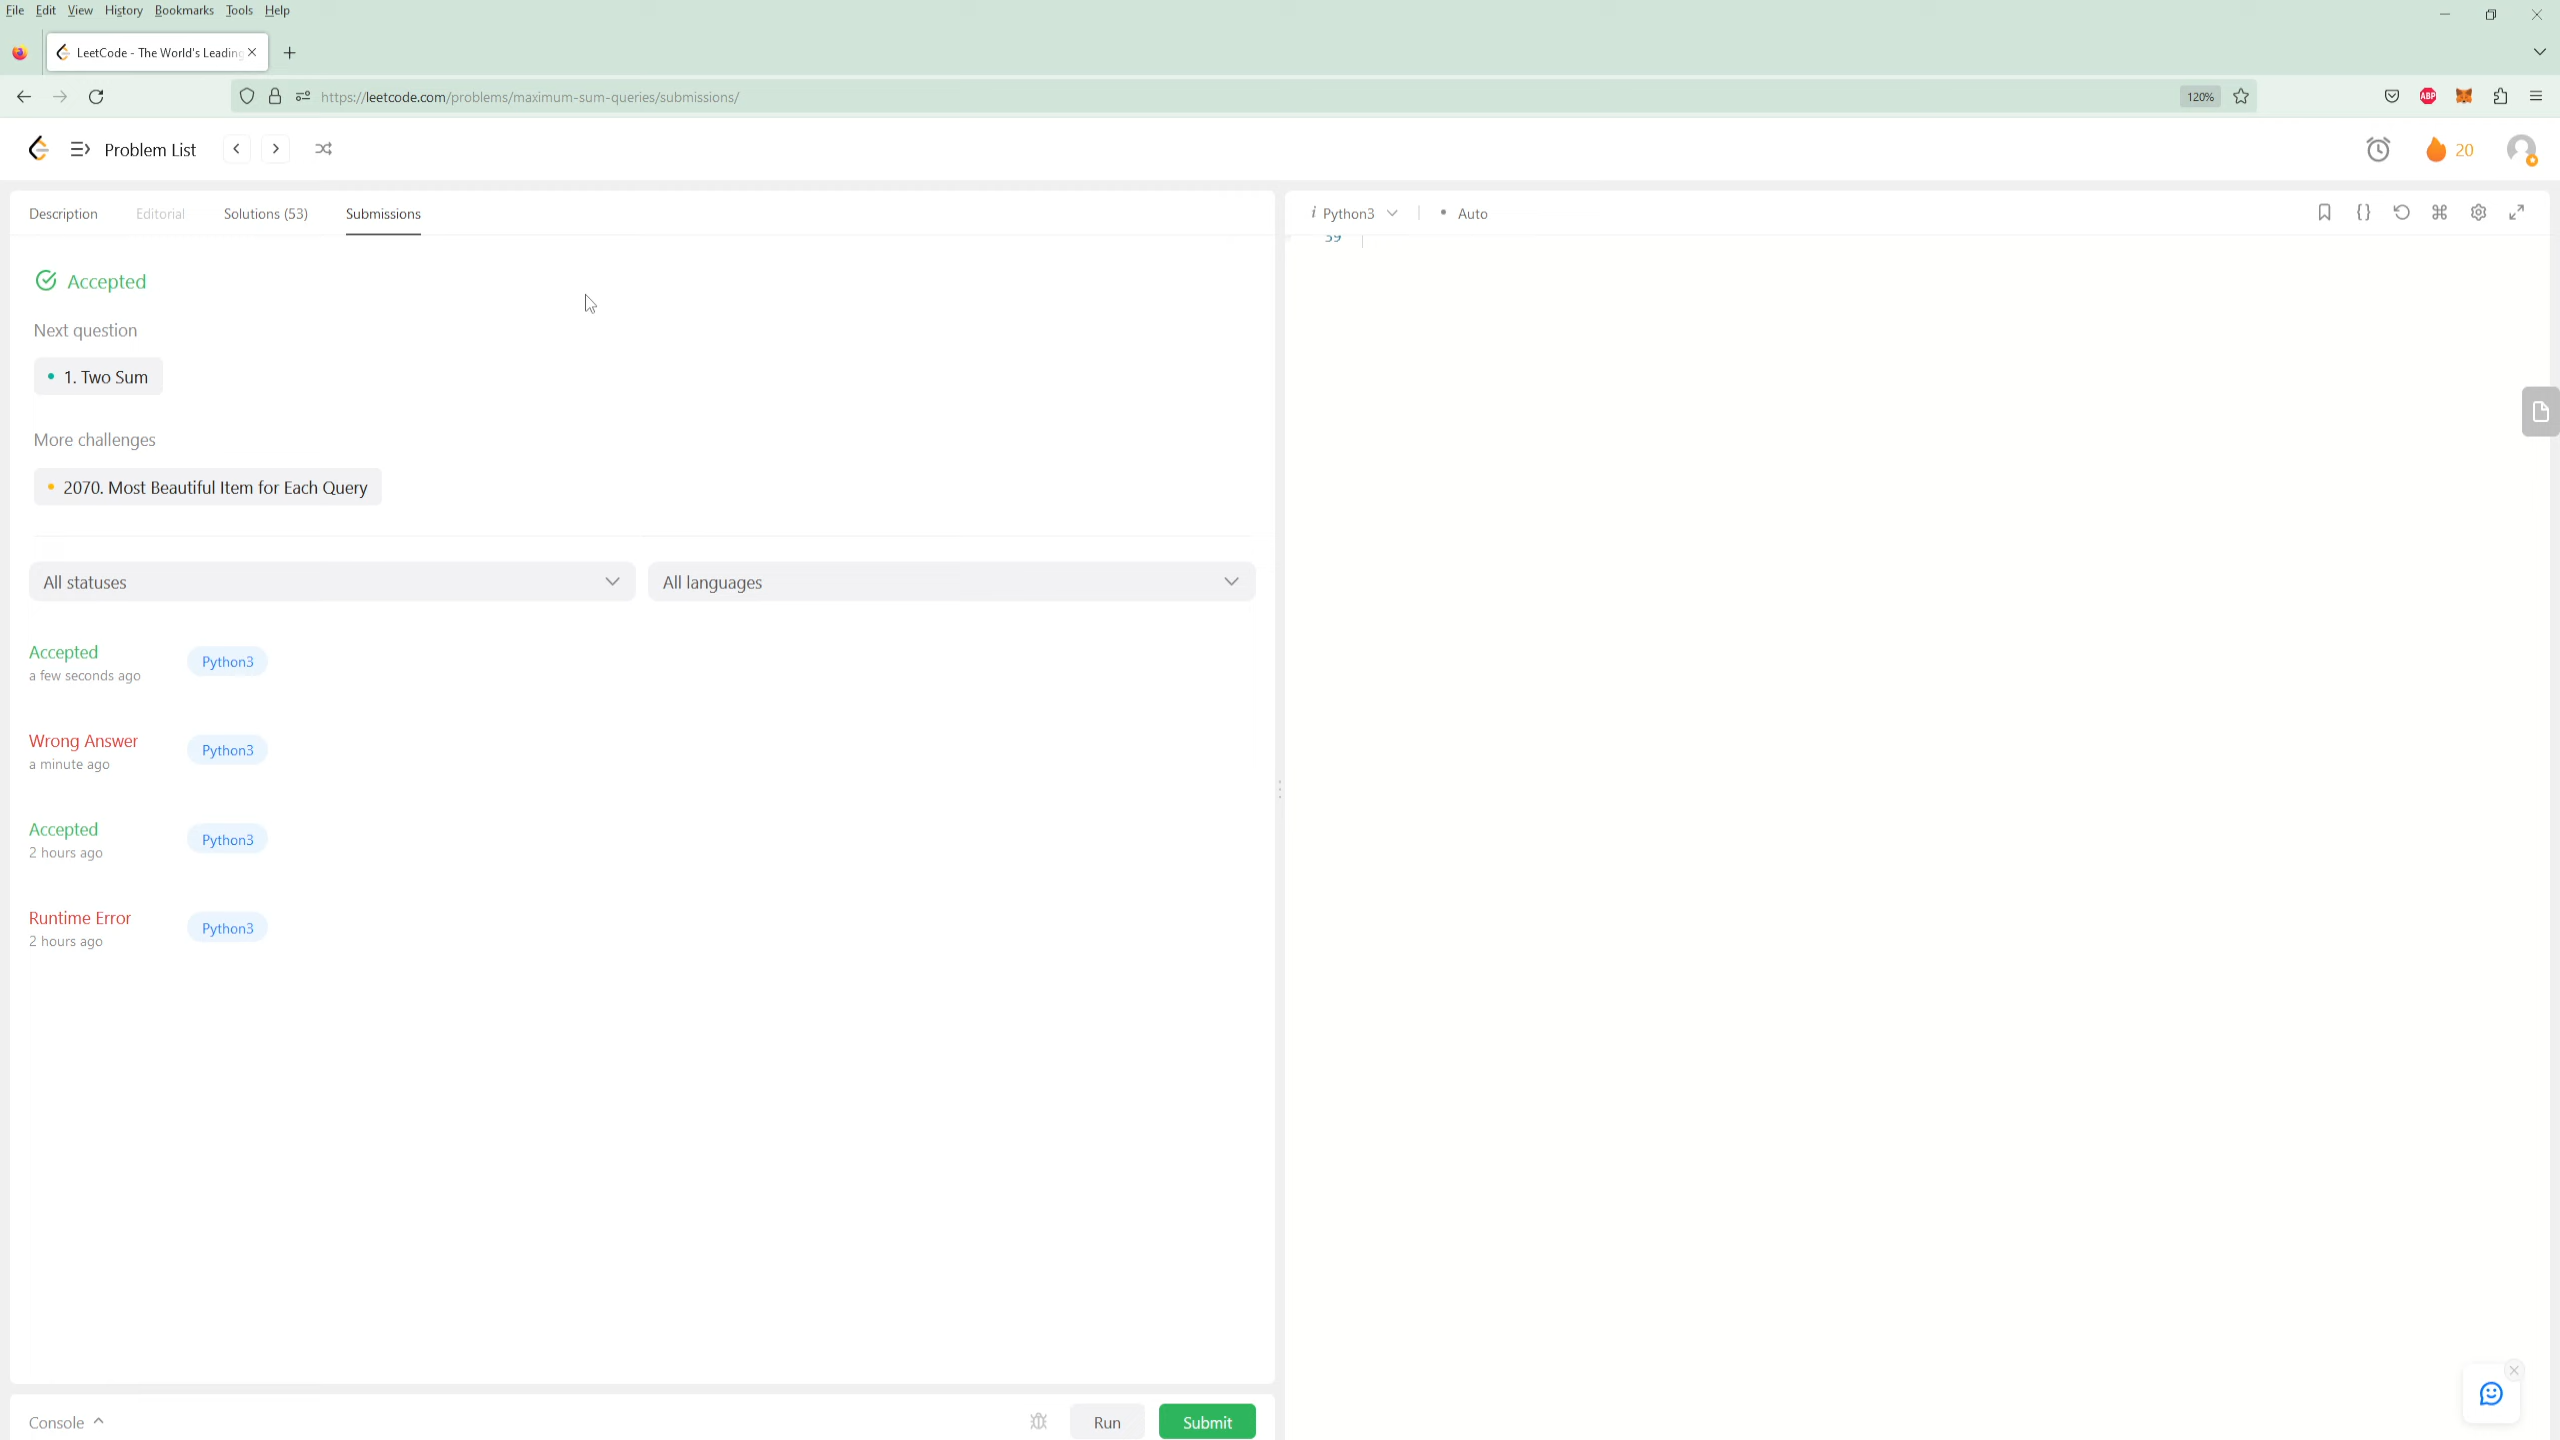 File Edit View History Bookmarks Tools Help
LeetCode - The World's Leading
https://leetcode.com/problems/maximum-sum-queries/submissions/
120%
ABP
Problem List
20
Description Editorial Solutions (53) Submissions
i Python3 • Auto
39
Accepted
Next question
• 1. Two Sum
More challenges
• 2070. Most Beautiful Item for Each Query
All statuses All languages
Accepted
a few seconds ago
Python3
Wrong Answer
a minute ago
Python3
Accepted
2 hours ago
Python3
Runtime Error
2 hours ago
Python3
Console Run Submit